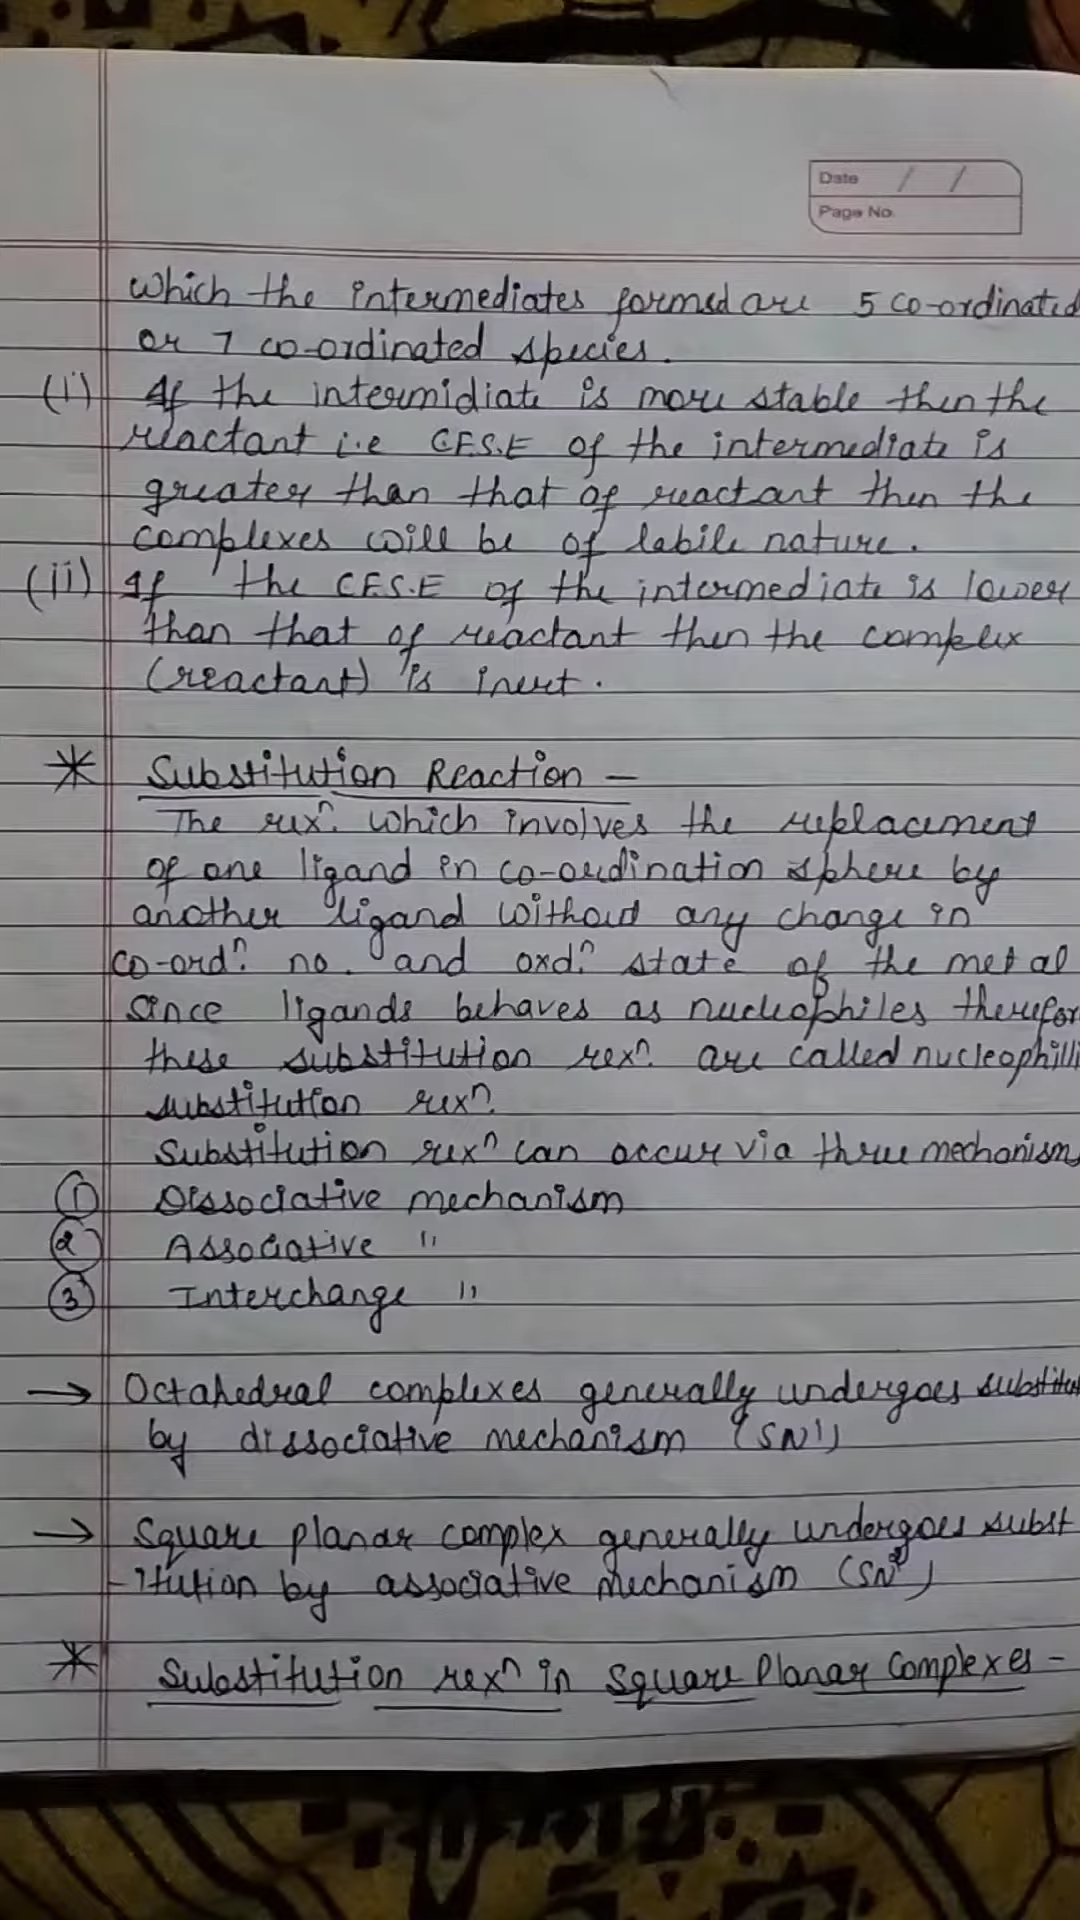 Date / /
Page No.
which the intermediates formed are 5 co-ordinated
or 7 co-ordinated species.
(i) If the intermidiate is more stable then the
reactant i.e C.F.S.E of the intermediate is
greater than that of reactant then the
complexes will be of labile nature.
(ii) If the C.F.S.E of the intermediate is lower
than that of reactant then the complex
(reactant) is inert.
* Substitution Reaction –
The rexⁿ. which involves the replacement
of one ligand in co-ordination sphere by
another ligand without any change in
co-ordⁿ. no. and oxdⁿ. state of the metal
since ligands behaves as nucleophiles therefor
these substitution rexⁿ. are called nucleophilli
substitution rexⁿ.
Substitution rexⁿ can occur via three mechanism
① Dissociative mechanism
② Associative "
③ Interchange "
→ Octahedral complexes generally undergoes substitut
by dissociative mechanism (SN¹)
→ Square planar complex generally undergoes subst
-itution by associative mechanism (SN²)
* Substitution rexⁿ in Square Planar Complexes –